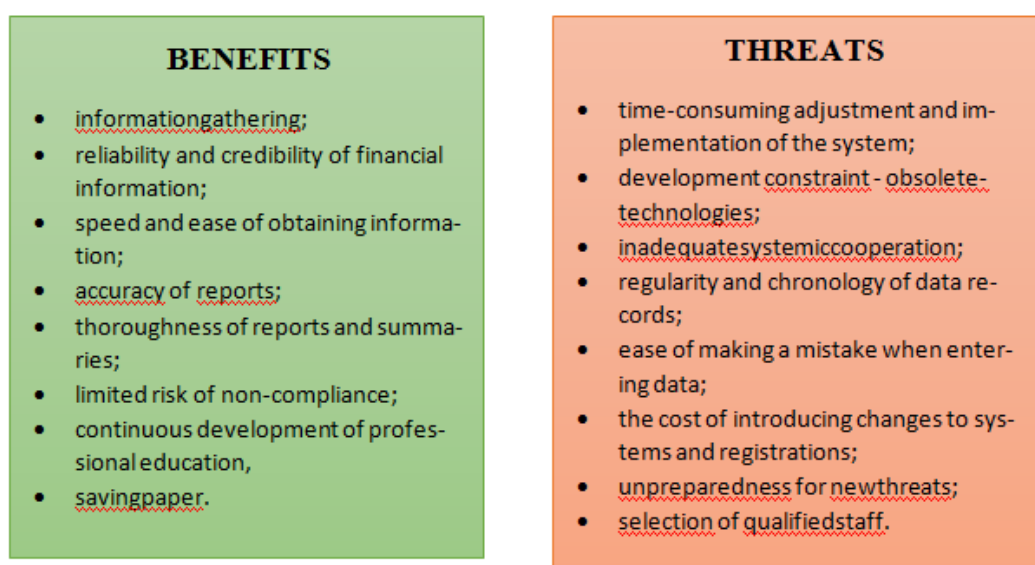 BENEFITS
• informationgathering;
• reliability and credibility of financial
information;
• speed and ease of obtaining informa-
tion;
• accuracy of reports;
• thoroughness of reports and summa-
ries;
• limited risk of non-compliance;
• continuous development of profes-
sional education,
• savingpaper.
THREATS
• time-consuming adjustment and im-
plementation of the system;
• development constraint - obsolete-
technologies;
• inadequatesystemiccooperation;
• regularity and chronology of data re-
cords;
• ease of making a mistake when enter-
ing data;
• the cost of introducing changes to sys-
tems and registrations;
• unpreparedness for newthreats;
• selection of qualifiedstaff.